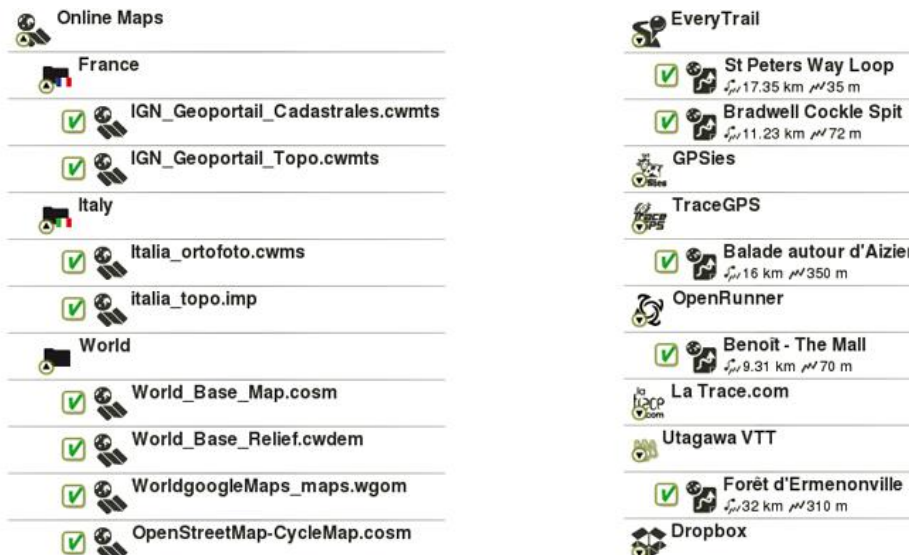 Online Maps
France
IGN_Geoportail_Cadastrales.cwmts
IGN_Geoportail_Topo.cwmts
Italy
Italia_ortofoto.cwms
italia_topo.imp
World
World_Base_Map.cosm
World_Base_Relief.cwdem
WorldgoogleMaps_maps.wgom
OpenStreetMap-CycleMap.cosm
EveryTrail
St Peters Way Loop
17.35 km 35 m
Bradwell Cockle Spit
11.23 km 72 m
GPSies
TraceGPS
Balade autour d'Aizier
16 km 350 m
OpenRunner
Benoît - The Mall
9.31 km 70 m
La Trace.com
Utagawa VTT
Forêt d'Ermenonville
32 km 310 m
Dropbox